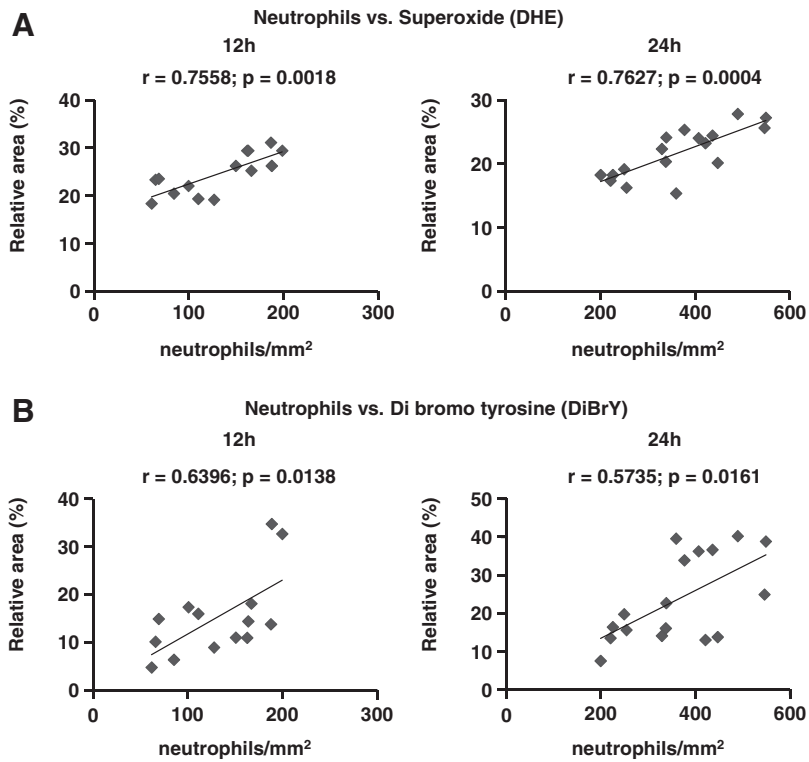 A
Neutrophils vs. Superoxide (DHE)
12h
r = 0.7558; p = 0.0018
Relative area (%)
40
30
20
10
0
0 100 200 300
neutrophils/mm²
24h
r = 0.7627; p = 0.0004
Relative area (%)
30
20
10
0
0 200 400 600
neutrophils/mm²
B
Neutrophils vs. Di bromo tyrosine (DiBrY)
12h
r = 0.6396; p = 0.0138
Relative area (%)
40
30
20
10
0
0 100 200 300
neutrophils/mm²
24h
r = 0.5735; p = 0.0161
Relative area (%)
50
40
30
20
10
0
0 200 400 600
neutrophils/mm²